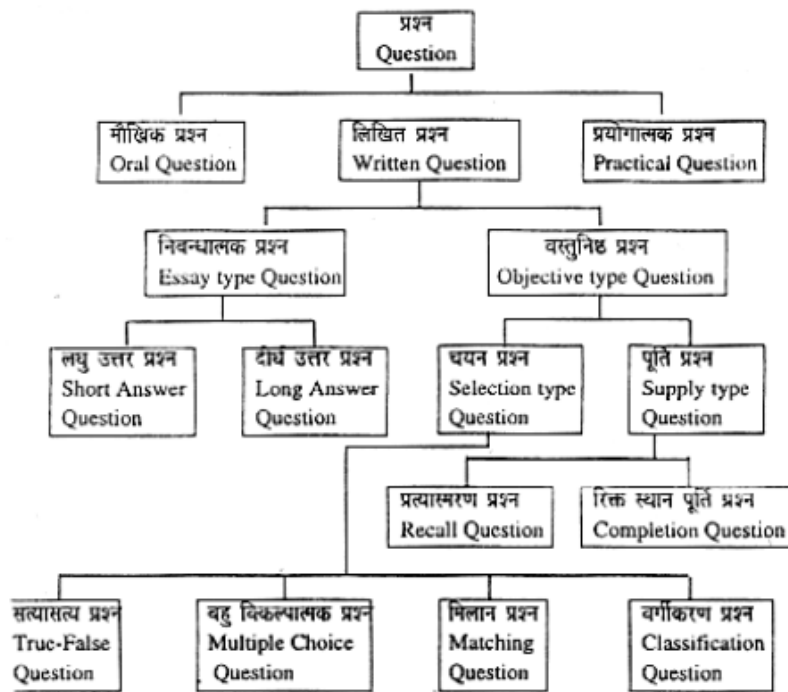 प्रश्न
Question
मौखिक प्रश्न
Oral Question
लिखित प्रश्न
Written Question
प्रयोगात्मक प्रश्न
Practical Question
निबन्धात्मक प्रश्न
Essay type Question
वस्तुनिष्ठ प्रश्न
Objective type Question
लघु उत्तर प्रश्न
Short Answer
Question
दीर्घ उत्तर प्रश्न
Long Answer
Question
चयन प्रश्न
Selection type
Question
पूर्ति प्रश्न
Supply type
Question
प्रत्यास्मरण प्रश्न
Recall Question
रिक्त स्थान पूर्ति प्रश्न
Completion Question
सत्यासत्य प्रश्न
True-False
Question
बहु विकल्पात्मक प्रश्न
Multiple Choice
Question
मिलान प्रश्न
Matching
Question
वर्गीकरण प्रश्न
Classification
Question